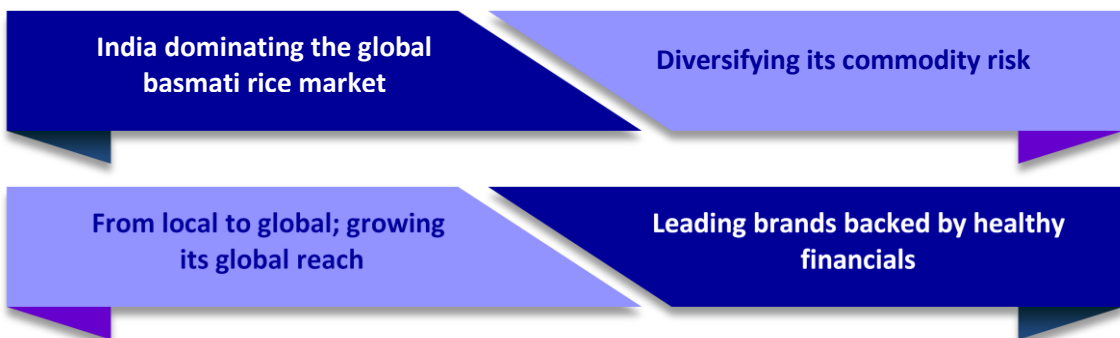 India dominating the global
basmati rice market
Diversifying its commodity risk
From local to global; growing
its global reach
Leading brands backed by healthy
financials